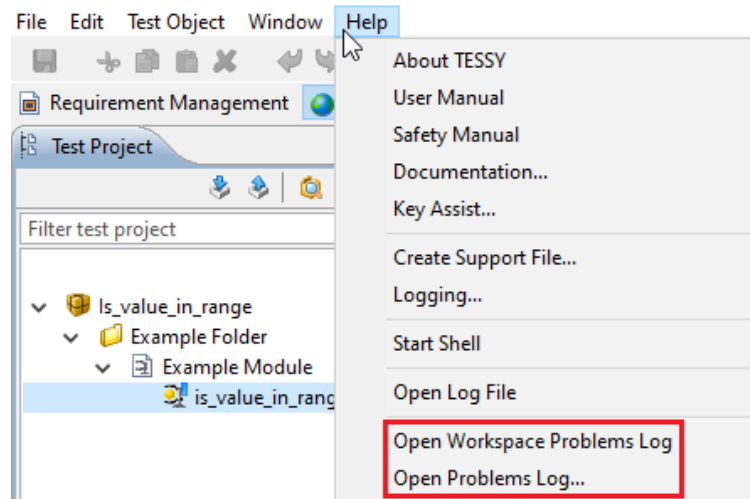 File Edit Test Object Window Help
Requirement Management
Test Project
Filter test project
Is_value_in_range
Example Folder
Example Module
is_value_in_rang
About TESSY
User Manual
Safety Manual
Documentation...
Key Assist...
Create Support File...
Logging...
Start Shell
Open Log File
Open Workspace Problems Log
Open Problems Log...